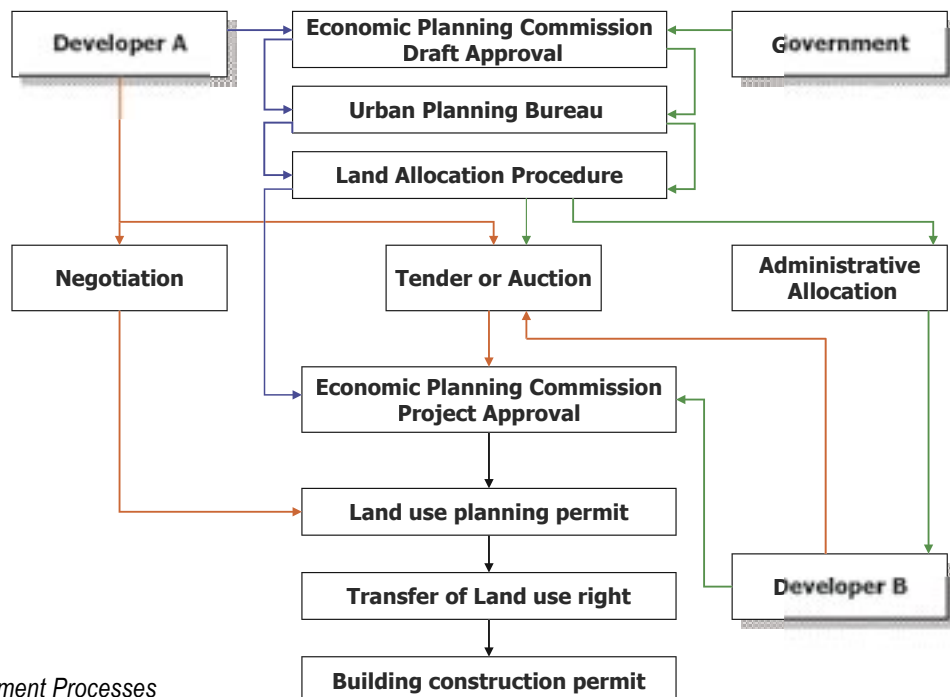 Developer A
Economic Planning Commission
Draft Approval
Government
Urban Planning Bureau
Land Allocation Procedure
Negotiation
Tender or Auction
Administrative
Allocation
Economic Planning Commission
Project Approval
Land use planning permit
Developer B
Transfer of Land use right
Building construction permit
ment Processes